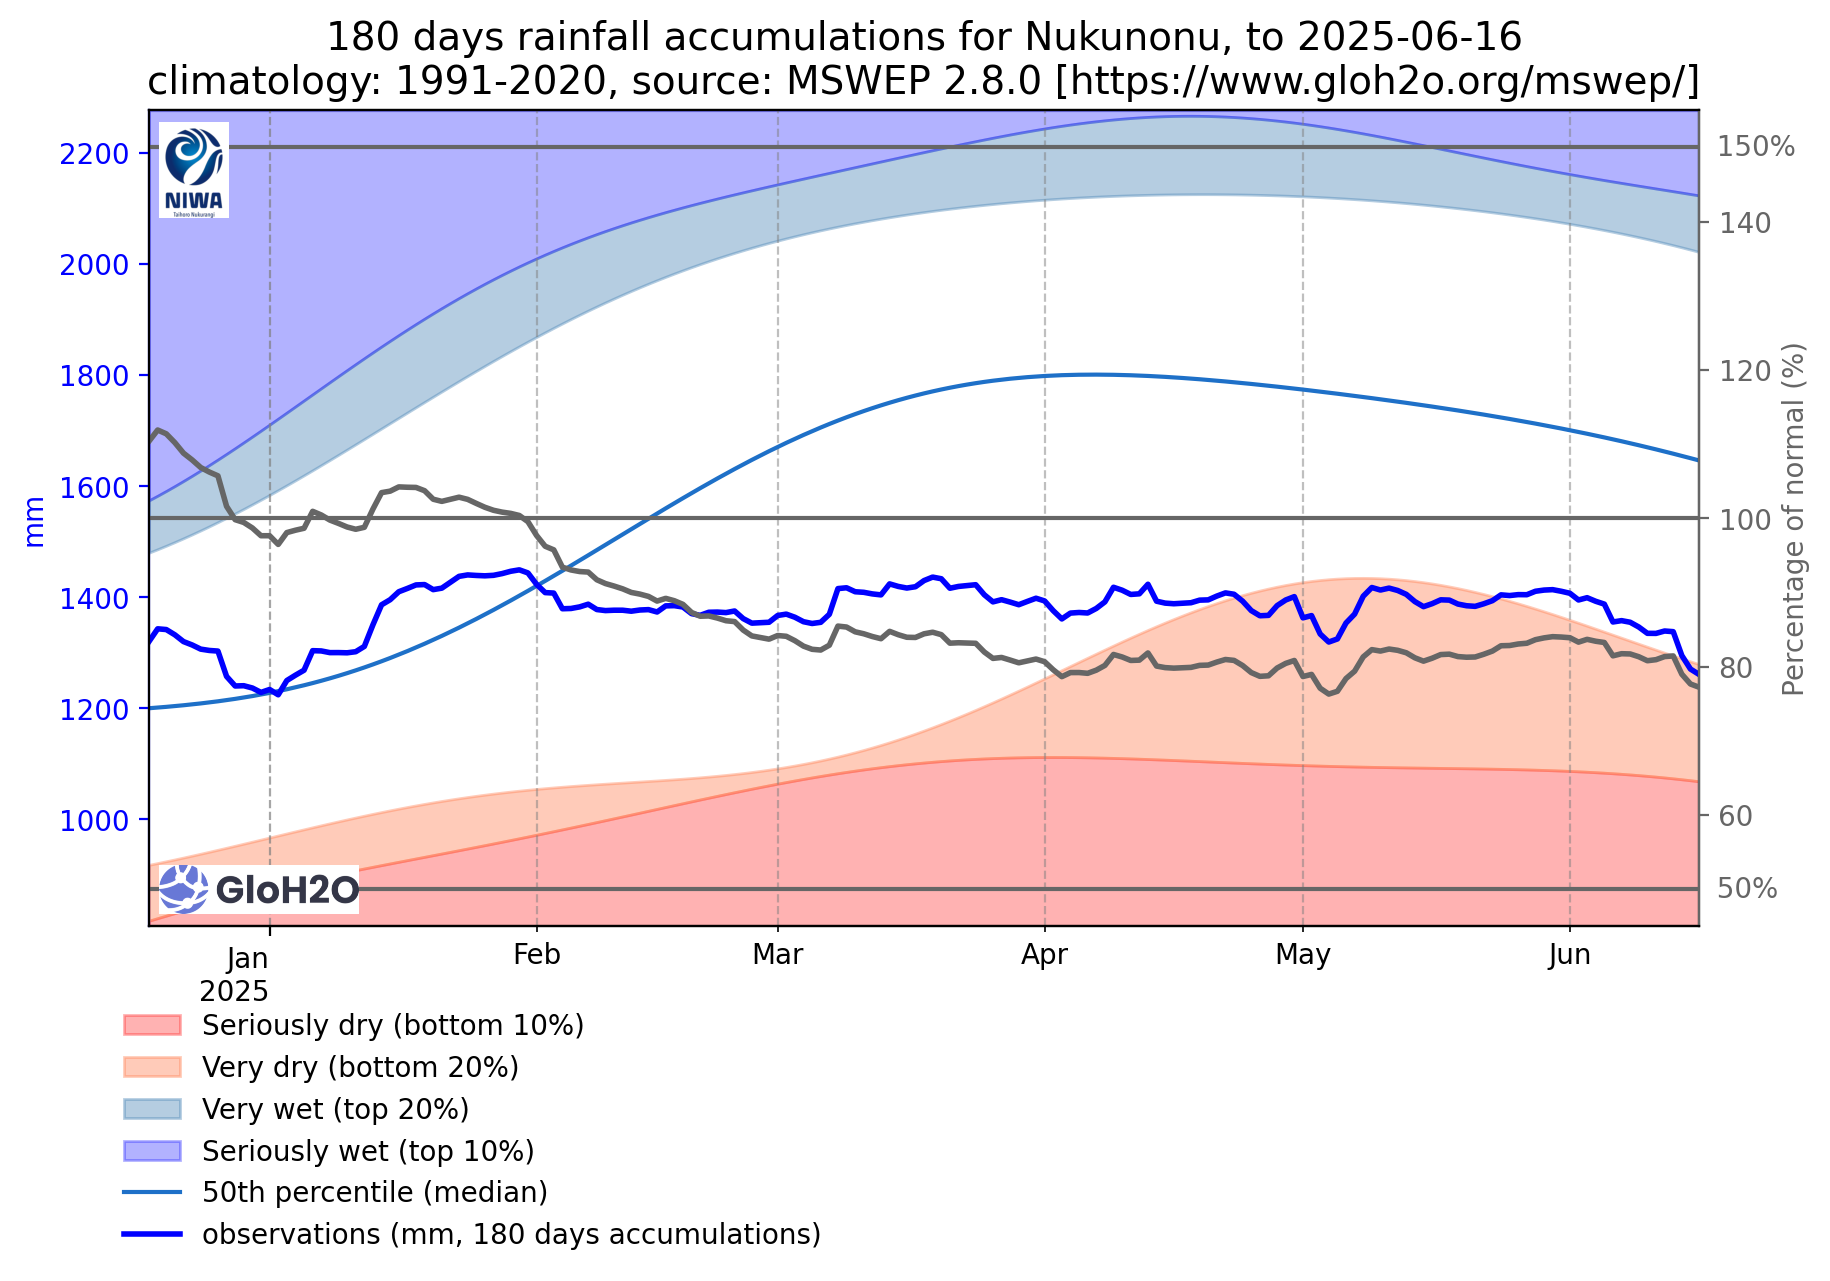 180 days rainfall accumulations for Nukunonu, to 2025-06-16
climatology: 1991-2020, source: MSWEP 2.8.0 [https://www.gloh2o.org/mswep/]
NIWA
Taihoro Nukurangi
2200
2000
1800
1600
1400
1200
1000
mm
150%
140
120
100
80
60
50%
Percentage of normal (%)
GloH2O
Jan
2025
Feb
Mar
Apr
May
Jun
Seriously dry (bottom 10%)
Very dry (bottom 20%)
Very wet (top 20%)
Seriously wet (top 10%)
50th percentile (median)
observations (mm, 180 days accumulations)